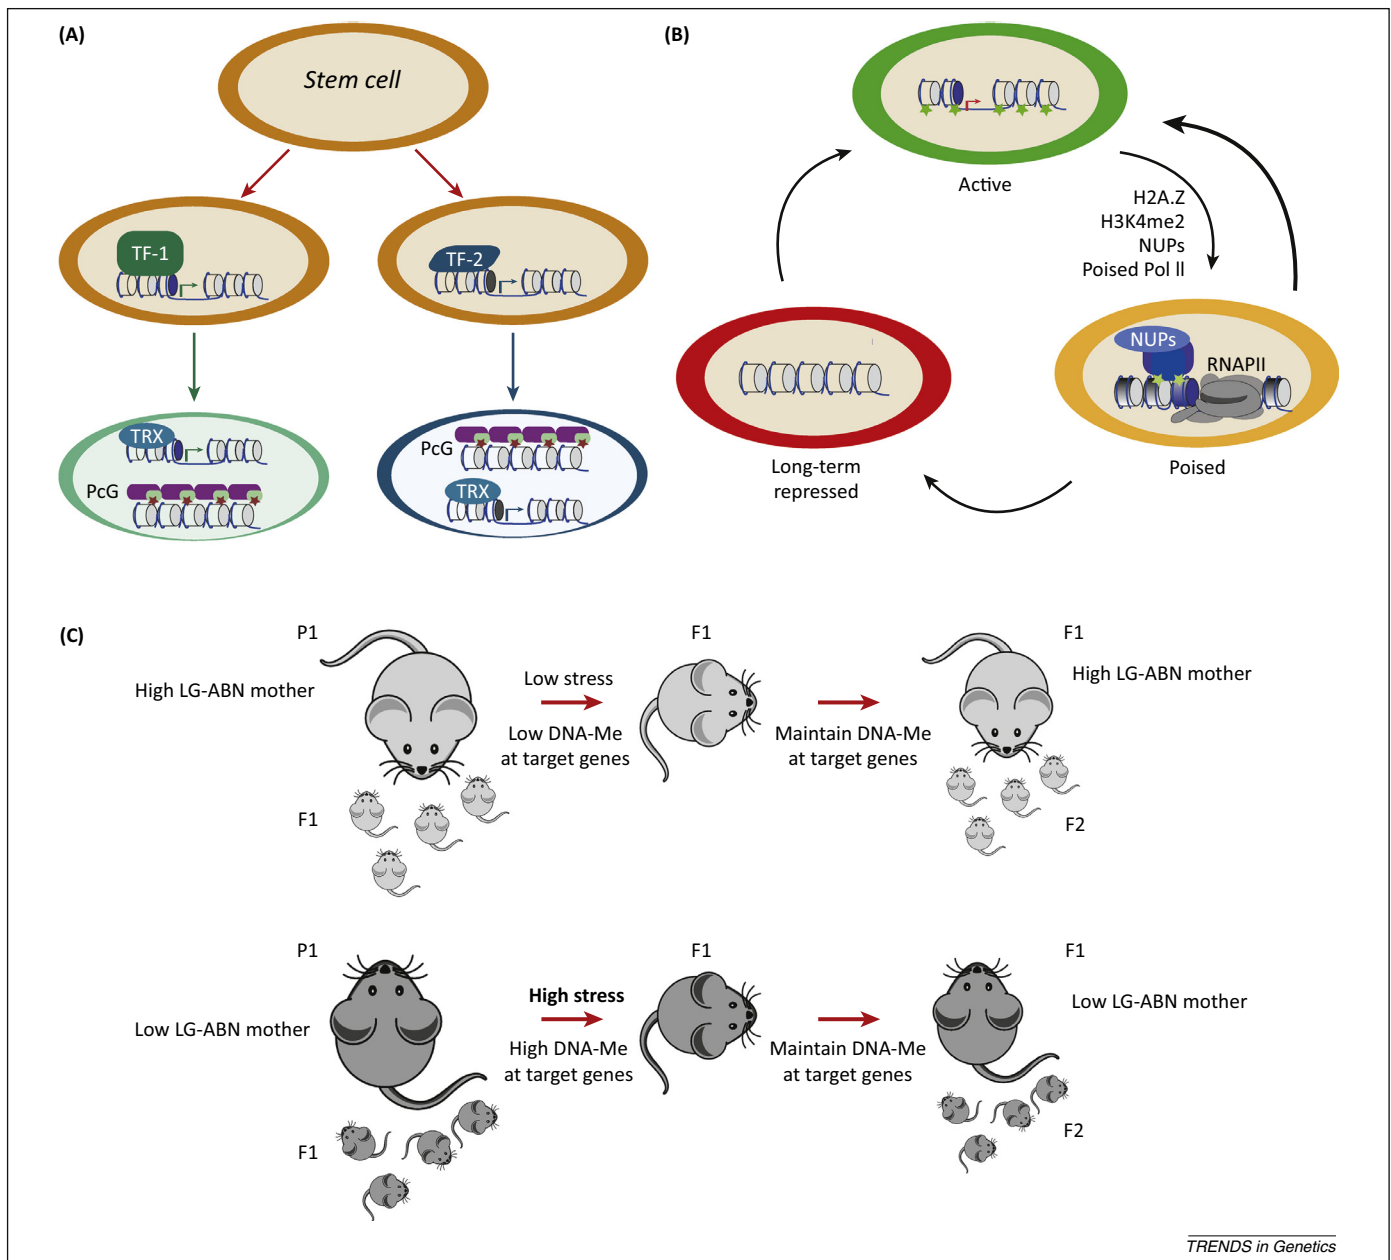 (A)
Stem cell
TF-1
TF-2
TRX
PcG
PcG
TRX
(B)
Active
H2A.Z
H3K4me2
NUPs
Poised Pol II
NUPs
RNAPII
Long-term
repressed
Poised
(C)
P1
High LG-ABN mother
F1
Low stress
Low DNA-Me
at target genes
F1
Maintain DNA-Me
at target genes
F1
High LG-ABN mother
F2
P1
Low LG-ABN mother
F1
High stress
High DNA-Me
at target genes
F1
Maintain DNA-Me
at target genes
F1
Low LG-ABN mother
F2
TRENDS in Genetics